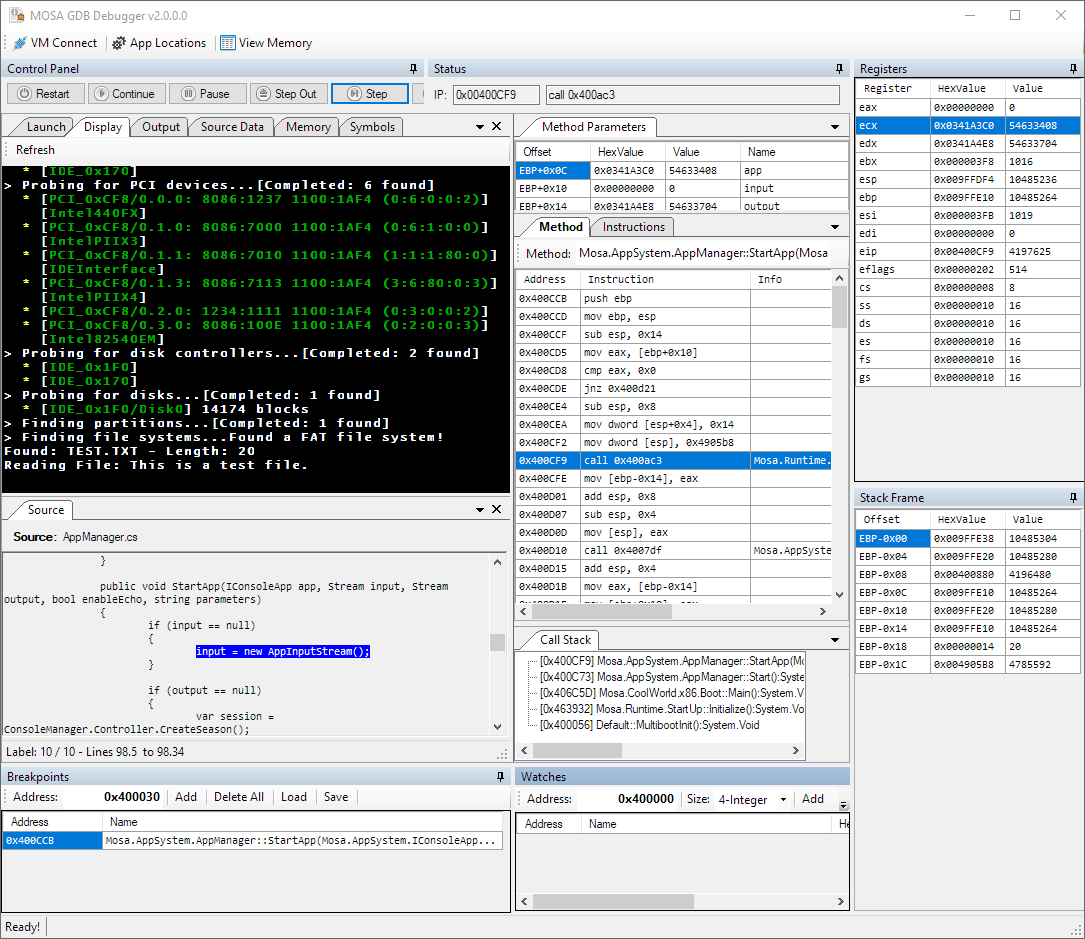 MOSA GDB Debugger v2.0.0.0
VM Connect App Locations View Memory
Control Panel
Restart Continue Pause Step Out Step
Status
IP: 0x00400CF9 call 0x400ac3
Launch Display Output Source Data Memory Symbols
Refresh
* [IDE_0x170]
> Probing for PCI devices...[Completed: 6 found]
* [PCI_0xCF8/0.0.0: 8086:1237 1100:1AF4 (0:6:0:0:2)]
[Intel440FX]
* [PCI_0xCF8/0.1.0: 8086:7000 1100:1AF4 (0:6:1:0:0)]
[IntelPIIX3]
* [PCI_0xCF8/0.1.1: 8086:7010 1100:1AF4 (1:1:1:80:0)]
[IDEInterface]
* [PCI_0xCF8/0.1.3: 8086:7113 1100:1AF4 (3:6:80:0:3)]
[IntelPIIX4]
* [PCI_0xCF8/0.2.0: 1234:1111 1100:1AF4 (0:3:0:0:2)]
* [PCI_0xCF8/0.3.0: 8086:100E 1100:1AF4 (0:2:0:0:3)]
[Intel82540EM]
> Probing for disk controllers...[Completed: 2 found]
* [IDE_0x1F0]
* [IDE_0x170]
> Probing for disks...[Completed: 1 found]
* [IDE_0x1F0/Disk0] 14174 blocks
> Finding partitions...[Completed: 1 found]
> Finding file systems...Found a FAT file system!
Found: TEST.TXT - Length: 20
Reading File: This is a test file.
Source
Source: AppManager.cs
}
public void StartApp(IConsoleApp app, Stream input, Stream
output, bool enableEcho, string parameters)
{
if (input == null)
{
input = new AppInputStream();
}
if (output == null)
{
var session =
ConsoleManager.Controller.CreateSeason();
Label: 10 / 10 - Lines 98.5 to 98.34
Method Parameters
Offset HexValue Value Name
EBP+0x0C 0x0341A3C0 54633408 app
EBP+0x10 0x00000000 0 input
EBP+0x14 0x0341A4E8 54633704 output
Method Instructions
Method: Mosa.AppSystem.AppManager::StartApp(Mosa
Address Instruction Info
0x400CCB push ebp
0x400CCD mov ebp, esp
0x400CCF sub esp, 0x14
0x400CD5 mov eax, [ebp+0x10]
0x400CD8 cmp eax, 0x0
0x400CDE jnz 0x400d21
0x400CE4 sub esp, 0x8
0x400CEA mov dword [esp+0x4], 0x14
0x400CF2 mov dword [esp], 0x4905b8
0x400CF9 call 0x400ac3 Mosa.Runtime.
0x400CFE mov [ebp-0x14], eax
0x400D01 add esp, 0x8
0x400D07 sub esp, 0x4
0x400D0D mov [esp], eax
0x400D10 call 0x4007df Mosa.AppSyste
0x400D15 add esp, 0x4
0x400D1B mov eax, [ebp-0x14]
Call Stack
[0x400CF9] Mosa.AppSystem.AppManager::StartApp(Mo
[0x400C73] Mosa.AppSystem.AppManager::Start():Syste
[0x406C5D] Mosa.CoolWorld.x86.Boot::Main():System.V
[0x463932] Mosa.Runtime.StartUp::Initialize():System.Vo
[0x400056] Default::MultibootInit():System.Void
Registers
Register HexValue Value
eax 0x00000000 0
ecx 0x0341A3C0 54633408
edx 0x0341A4E8 54633704
ebx 0x000003F8 1016
esp 0x009FFDF4 10485236
ebp 0x009FFE10 10485264
esi 0x000003FB 1019
edi 0x00000000 0
eip 0x00400CF9 4197625
eflags 0x00000202 514
cs 0x00000008 8
ss 0x00000010 16
ds 0x00000010 16
es 0x00000010 16
fs 0x00000010 16
gs 0x00000010 16
Stack Frame
Offset HexValue Value
EBP-0x00 0x009FFE38 10485304
EBP-0x04 0x009FFE20 10485280
EBP-0x08 0x00400880 4196480
EBP-0x0C 0x009FFE10 10485264
EBP-0x10 0x009FFE20 10485280
EBP-0x14 0x009FFE10 10485264
EBP-0x18 0x00000014 20
EBP-0x1C 0x004905B8 4785592
Breakpoints
Address: 0x400030 Add Delete All Load Save
Address Name
0x400CCB Mosa.AppSystem.AppManager::StartApp(Mosa.AppSystem.IConsoleApp...
Watches
Address: 0x400000 Size: 4-Integer Add
Address Name He
Ready!